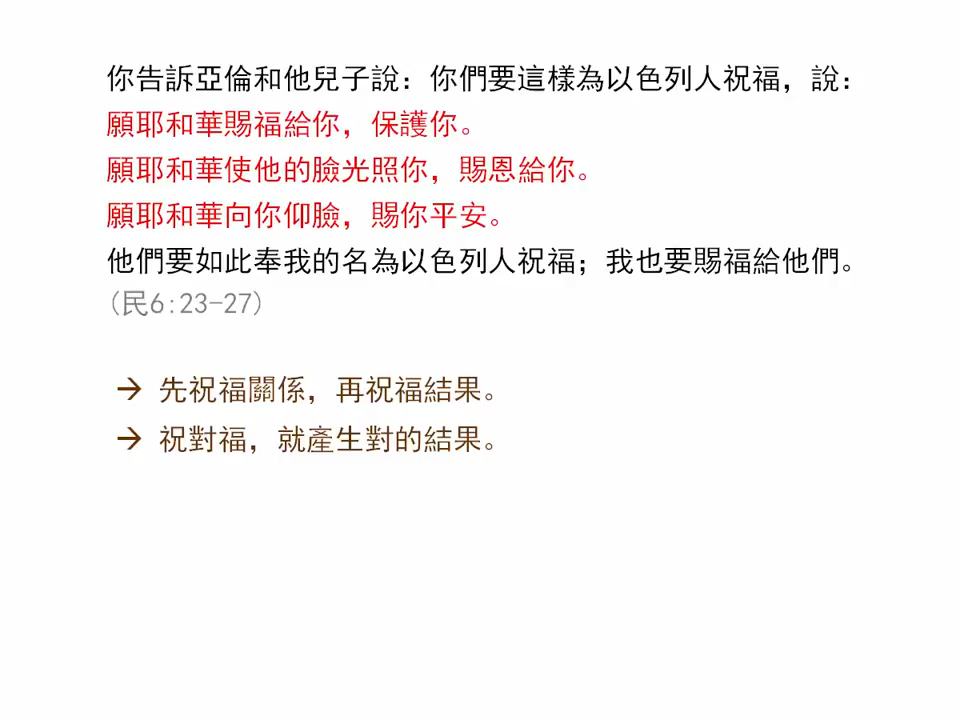 你告訴亞倫和他兒子說：你們要這樣為以色列人祝福，說：
願耶和華賜福給你，保護你。
願耶和華使他的臉光照你，賜恩給你。
願耶和華向你仰臉，賜你平安。
他們要如此奉我的名為以色列人祝福；我也要賜福給他們。
(民6:23-27)
→ 先祝福關係，再祝福結果。
→ 祝對福，就產生對的結果。